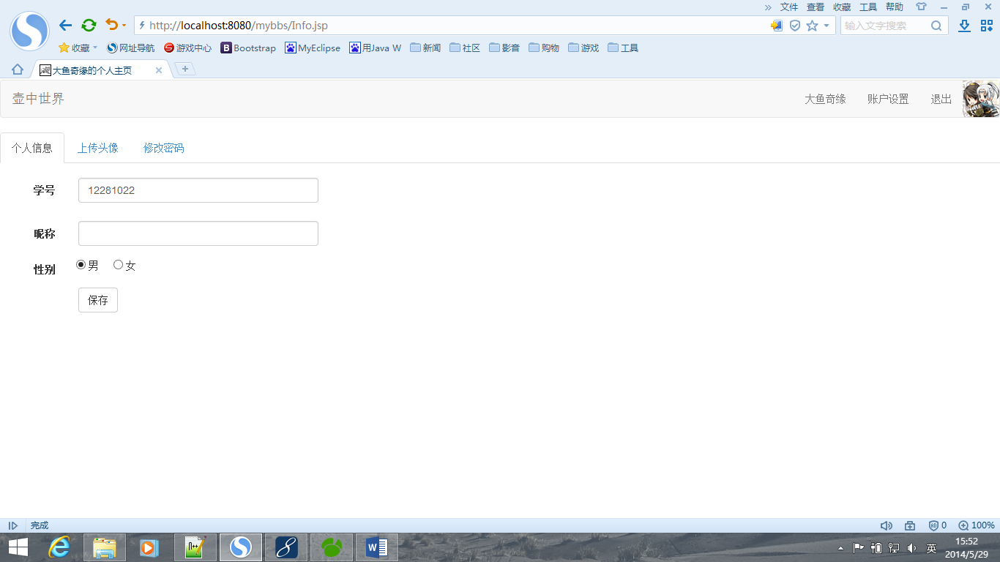 文件 查看 收藏 工具 帮助
http://localhost:8080/mybbs/Info.jsp
输入文字搜索
收藏 网址导航 游戏中心 Bootstrap MyEclipse 用Java W 新闻 社区 影音 购物 游戏 工具
大鱼奇缘的个人主页
壶中世界 大鱼奇缘 账户设置 退出
个人信息 上传头像 修改密码
学号 12281022
昵称
性别 男 女
保存
完成 0 100%
英 15:52
2014/5/29